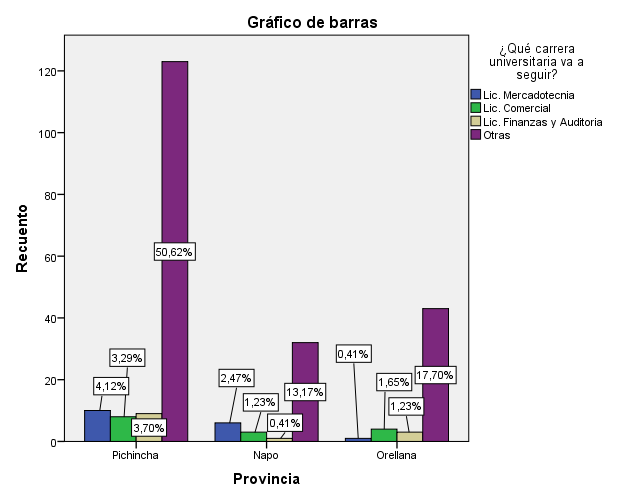 Gráfico de barras
¿Qué carrera
universitaria va a
seguir?
Lic. Mercadotecnia
Lic. Comercial
Lic. Finanzas y Auditoria
Otras
Recuento
120
100
80
60
40
20
0
4,12%
3,29%
3,70%
50,62%
2,47%
1,23%
0,41%
13,17%
0,41%
1,65%
1,23%
17,70%
Pichincha
Napo
Orellana
Provincia